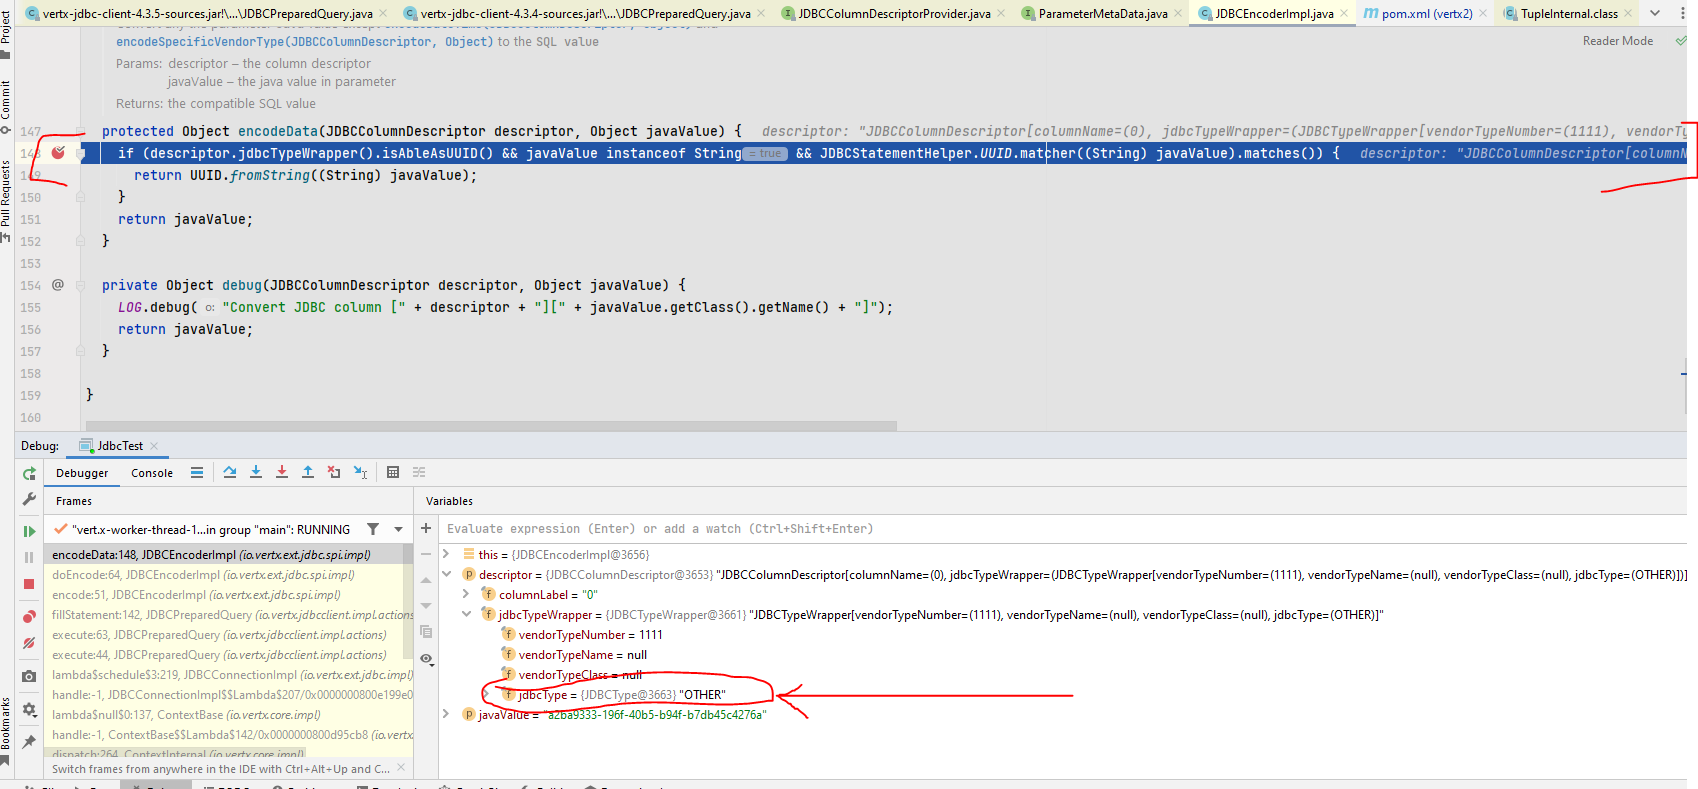 vertx-jdbc-client-4.3.5-sources.jar!\...\JDBCPreparedQuery.java
vertx-jdbc-client-4.3.4-sources.jar!\...\JDBCPreparedQuery.java
JDBCColumnDescriptorProvider.java
ParameterMetaData.java
JDBCEncoderImpl.java
pom.xml (vertx2)
TupleInternal.class
Project
Commit
Pull Requests
Bookmarks
encodeSpecificVendorType(JDBCColumnDescriptor, Object) to the SQL value
Reader Mode
Params: descriptor – the column descriptor
javaValue – the java value in parameter
Returns: the compatible SQL value
147 protected Object encodeData(JDBCColumnDescriptor descriptor, Object javaValue) { descriptor: "JDBCColumnDescriptor[columnName=(0), jdbcTypeWrapper=(JDBCTypeWrapper[vendorTypeNumber=(1111), vendorTy
148 if (descriptor.jdbcTypeWrapper().isAbleAsUUID() && javaValue instanceof String = true && JDBCStatementHelper.UUID.matcher((String) javaValue).matches()) { descriptor: "JDBCColumnDescriptor[columnN
149 return UUID.fromString((String) javaValue);
150 }
151 return javaValue;
152 }
153
154 @ private Object debug(JDBCColumnDescriptor descriptor, Object javaValue) {
155 LOG.debug( o: "Convert JDBC column [" + descriptor + "][" + javaValue.getClass().getName() + "]");
156 return javaValue;
157 }
158
159 }
160
Debug: JdbcTest
Debugger Console
Frames
Variables
"vert.x-worker-thread-1...in group "main": RUNNING
Evaluate expression (Enter) or add a watch (Ctrl+Shift+Enter)
encodeData:148, JDBCEncoderImpl (io.vertx.ext.jdbc.spi.impl)
doEncode:64, JDBCEncoderImpl (io.vertx.ext.jdbc.spi.impl)
encode:51, JDBCEncoderImpl (io.vertx.ext.jdbc.spi.impl)
fillStatement:142, JDBCPreparedQuery (io.vertx.jdbcclient.impl.actions
execute:63, JDBCPreparedQuery (io.vertx.jdbcclient.impl.actions)
execute:44, JDBCPreparedQuery (io.vertx.jdbcclient.impl.actions)
lambda$schedule$3:219, JDBCConnectionImpl (io.vertx.ext.jdbc.impl)
handle:-1, JDBCConnectionImpl$$Lambda$207/0x0000000800e199e0
lambda$null$0:137, ContextBase (io.vertx.core.impl)
handle:-1, ContextBase$$Lambda$142/0x0000000800d95cb8 (io.vertx
dispatch:264, ContextInternal (io.vertx.core.impl)
Switch frames from anywhere in the IDE with Ctrl+Alt+Up and C...
this = {JDBCEncoderImpl@3656}
descriptor = {JDBCColumnDescriptor@3653} "JDBCColumnDescriptor[columnName=(0), jdbcTypeWrapper=(JDBCTypeWrapper[vendorTypeNumber=(1111), vendorTypeName=(null), vendorTypeClass=(null), jdbcType=(OTHER)])]
columnLabel = "0"
jdbcTypeWrapper = {JDBCTypeWrapper@3661} "JDBCTypeWrapper[vendorTypeNumber=(1111), vendorTypeName=(null), vendorTypeClass=(null), jdbcType=(OTHER)]"
vendorTypeNumber = 1111
vendorTypeName = null
vendorTypeClass = null
jdbcType = {JDBCType@3663} "OTHER"
javaValue = "a2ba9333-196f-40b5-b94f-b7db45c4276a"